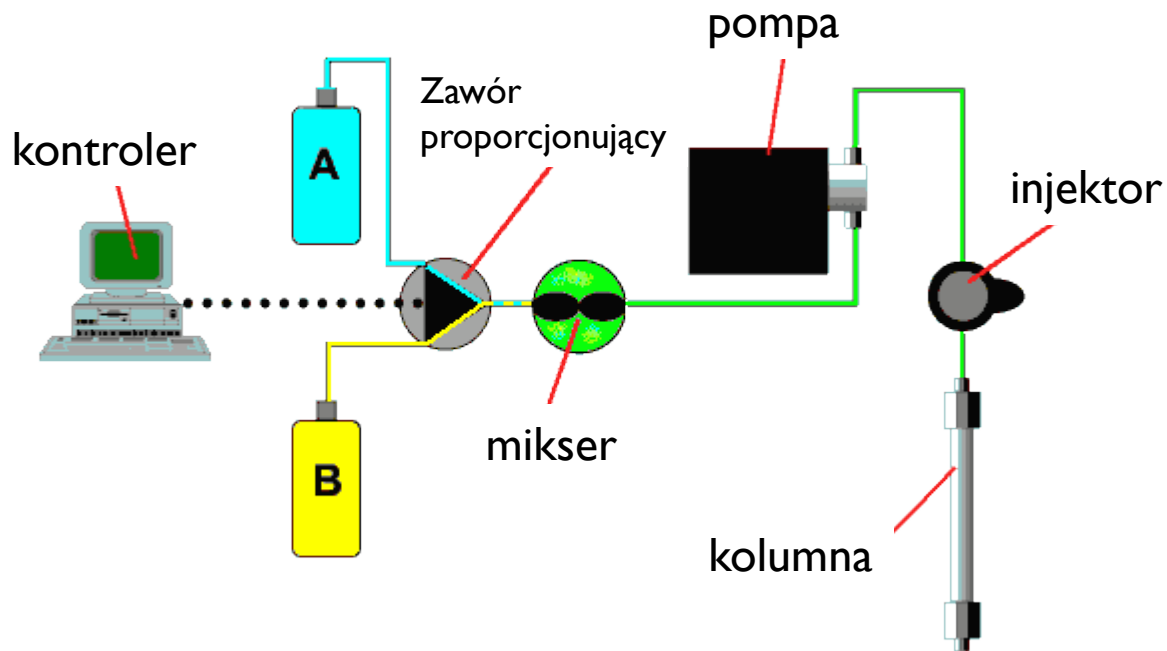 pompa
Zawór
proporcjonujący
kontroler
A
injektor
mikser
B
kolumna